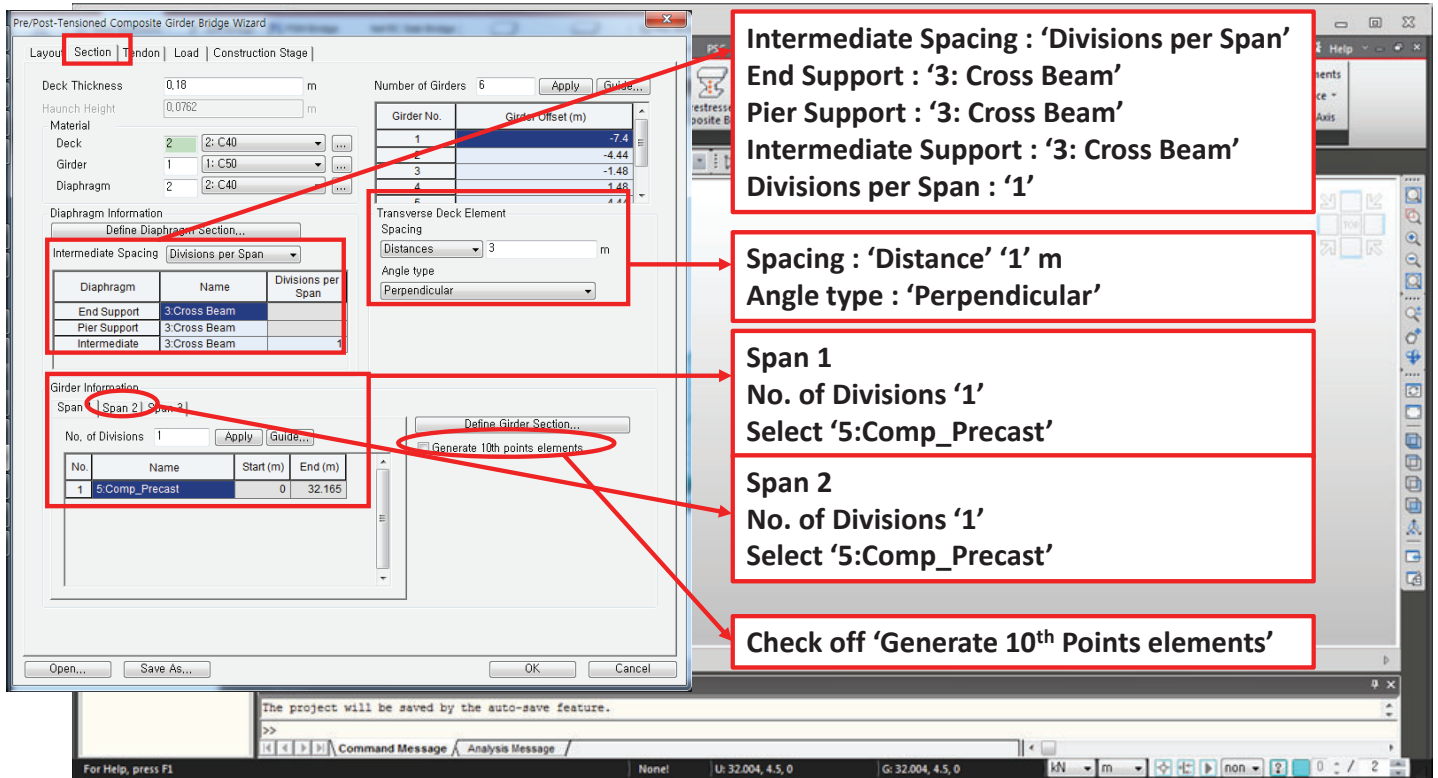 Pre/Post-Tensioned Composite Girder Bridge Wizard
Section | Tendon | Load | Construction Stage |
Deck Thickness 0,18 m
Haunch Height 0,0762 m
Material
Deck 2 2: C40 ...
Girder 1 1: C50 ...
Diaphragm 2 2: C40 ...
Number of Girders 6 Apply Guide...
Girder No. Girder Offset (m)
1 -7.4
2 -4.44
3 -1.48
4 1.48
5 4.44
Diaphragm Information
Define Diaphragm Section...
Intermediate Spacing Divisions per Span
Diaphragm Name Divisions per Span
End Support 3:Cross Beam
Pier Support 3:Cross Beam
Intermediate 3:Cross Beam 1
Transverse Deck Element
Spacing
Distances 3 m
Angle type
Perpendicular
Girder Information
Span 1 | Span 2 | Span 3 |
No, of Divisions 1 Apply Guide...
No. Name Start (m) End (m)
1 5:Comp_Precast 0 32.165
Define Girder Section...
Generate 10th points elements
Open... Save As... OK Cancel
Intermediate Spacing : ‘Divisions per Span’
End Support : ‘3: Cross Beam’
Pier Support : ‘3: Cross Beam’
Intermediate Support : ‘3: Cross Beam’
Divisions per Span : ‘1’
Spacing : ‘Distance’ ‘1’ m
Angle type : ‘Perpendicular’
Span 1
No. of Divisions ‘1’
Select ‘5:Comp_Precast’
Span 2
No. of Divisions ‘1’
Select ‘5:Comp_Precast’
Check off ‘Generate 10th Points elements’
Help
Axis
TOP
The project will be saved by the auto-save feature.
>>
Command Message / Analysis Message /
For Help, press F1 None! U: 32.004, 4.5, 0 G: 32.004, 4.5, 0 kN m non 0 / 2